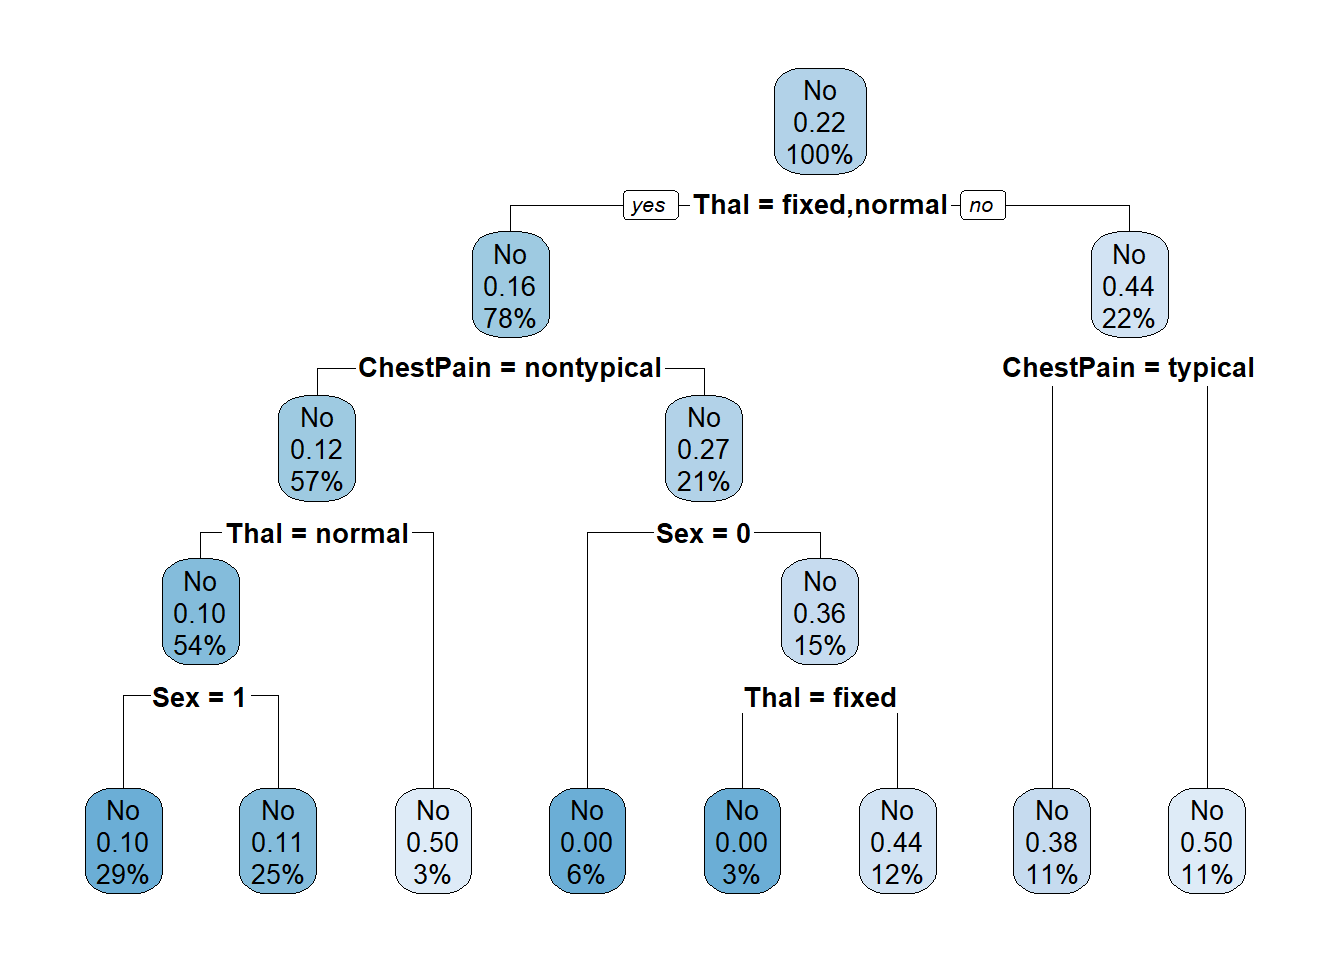 No
0.22
100%
yes Thal = fixed,normal no
No
0.16
78%
No
0.44
22%
ChestPain = nontypical
ChestPain = typical
No
0.12
57%
No
0.27
21%
Thal = normal
Sex = 0
No
0.10
54%
No
0.36
15%
Sex = 1
Thal = fixed
No
0.10
29%
No
0.11
25%
No
0.50
3%
No
0.00
6%
No
0.00
3%
No
0.44
12%
No
0.38
11%
No
0.50
11%